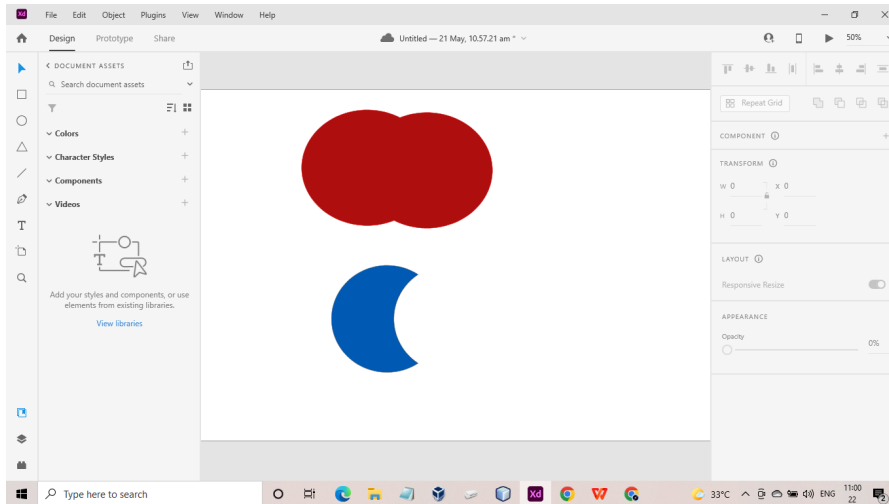 Xd File Edit Object Plugins View Window Help
Design Prototype Share Untitled — 21 May, 10.57.21 am * 50%
DOCUMENT ASSETS
Search document assets
Colors
Character Styles
Components
Videos
T
Add your styles and components, or use
elements from existing libraries.
View libraries
T
Repeat Grid
COMPONENT
TRANSFORM
W 0 X 0
H 0 Y 0
LAYOUT
Responsive Resize
APPEARANCE
Opacity
0%
Type here to search Xd 33°C ENG 11:00
22 2